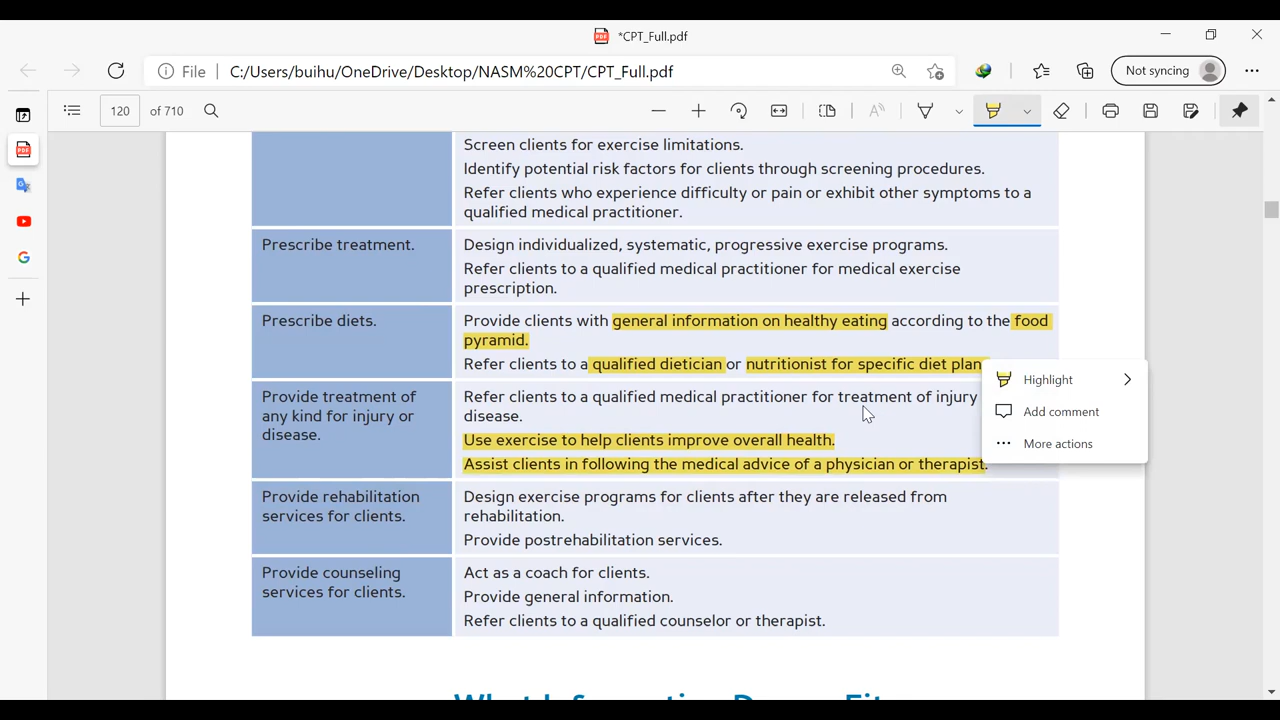 *CPT_Full.pdf
File | C:/Users/buihu/OneDrive/Desktop/NASM%20CPT/CPT_Full.pdf
Not syncing
120 of 710
Screen clients for exercise limitations.
Identify potential risk factors for clients through screening procedures.
Refer clients who experience difficulty or pain or exhibit other symptoms to a
qualified medical practitioner.
Prescribe treatment.
Design individualized, systematic, progressive exercise programs.
Refer clients to a qualified medical practitioner for medical exercise
prescription.
Prescribe diets.
Provide clients with general information on healthy eating according to the food
pyramid.
Refer clients to a qualified dietician or nutritionist for specific diet plan
Provide treatment of
any kind for injury or
disease.
Refer clients to a qualified medical practitioner for treatment of injury
disease.
Use exercise to help clients improve overall health.
Assist clients in following the medical advice of a physician or therapist.
Highlight
Add comment
More actions
Provide rehabilitation
services for clients.
Design exercise programs for clients after they are released from
rehabilitation.
Provide postrehabilitation services.
Provide counseling
services for clients.
Act as a coach for clients.
Provide general information.
Refer clients to a qualified counselor or therapist.